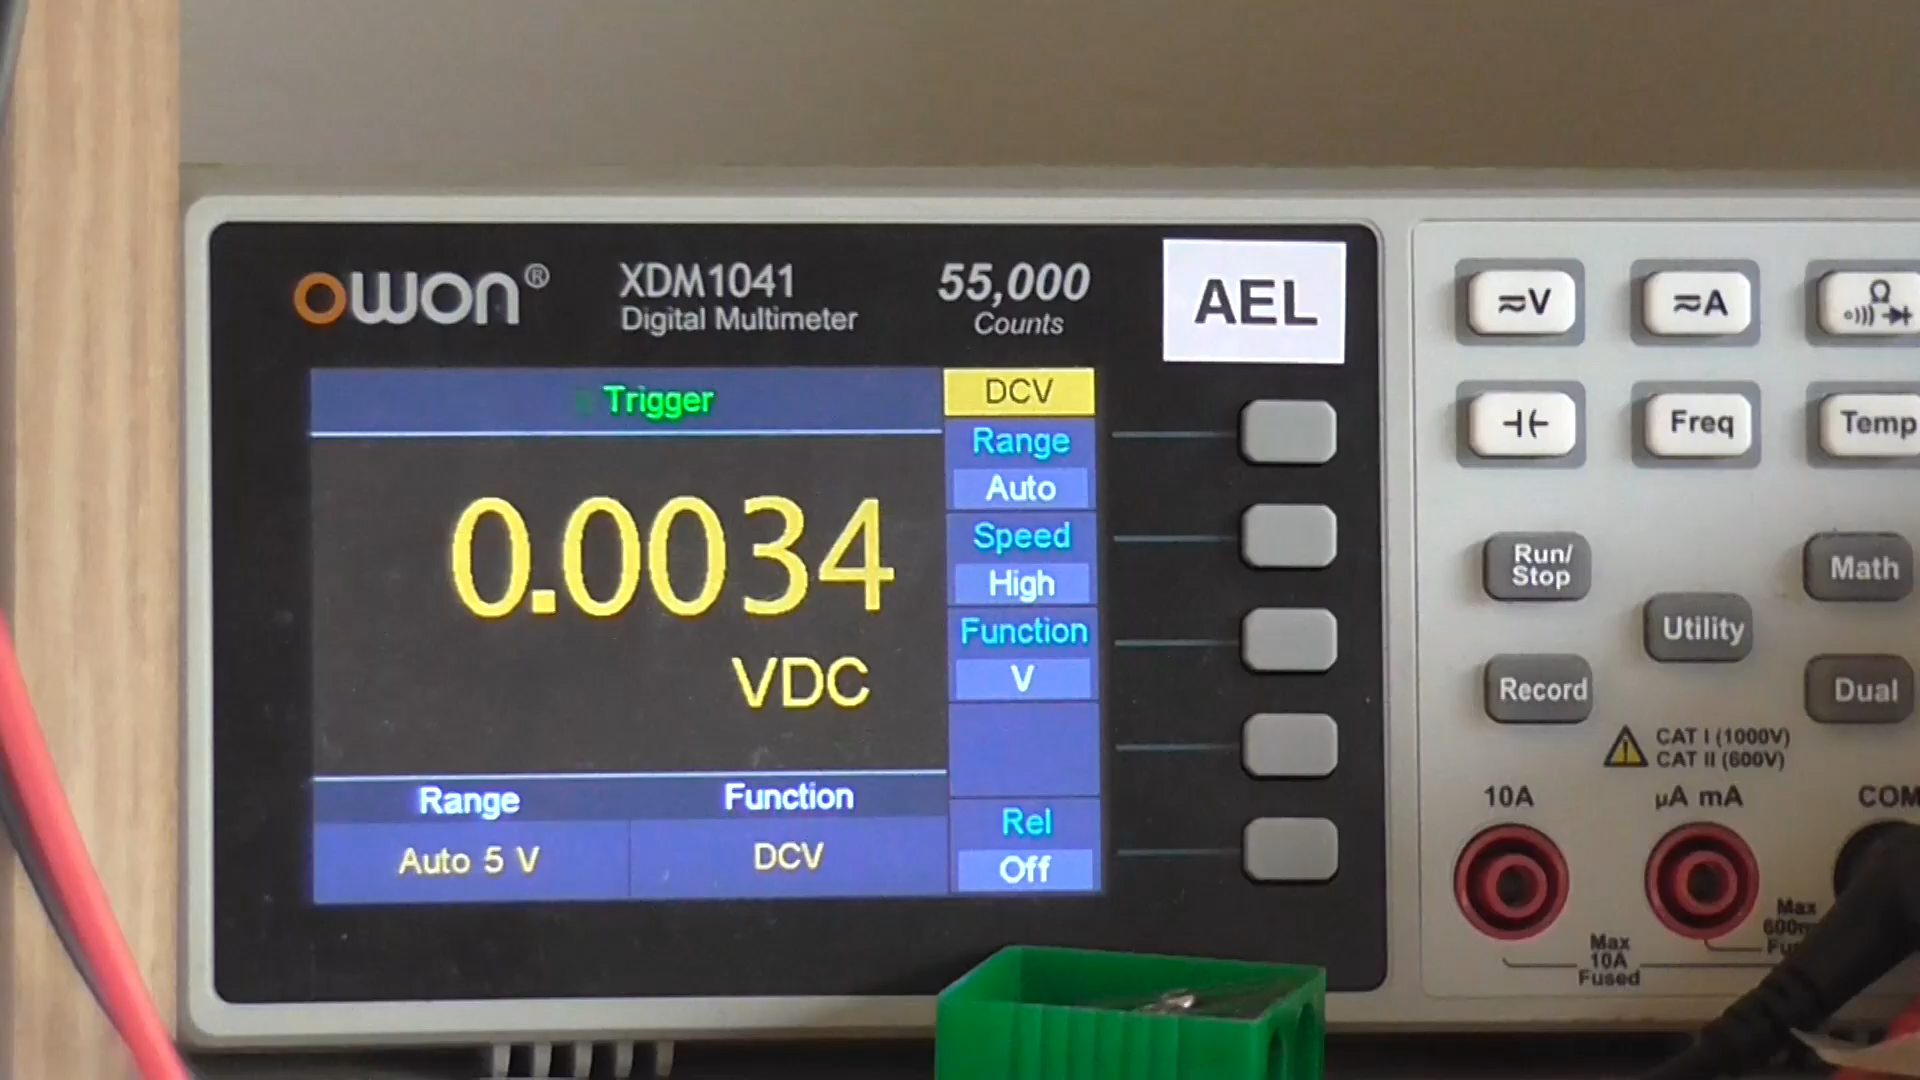 owon®
XDM1041
Digital Multimeter
55,000
Counts
AEL
Trigger
0.0034
VDC
Range
Function
Auto 5 V
DCV
DCV
Range
Auto
Speed
High
Function
V
Rel
Off
≂V
≂A
Ω
Freq
Temp
Run/
Stop
Utility
Math
Record
Dual
CAT I (1000V)
CAT II (600V)
10A
µA mA
COM
Max
10A
Fused
Max